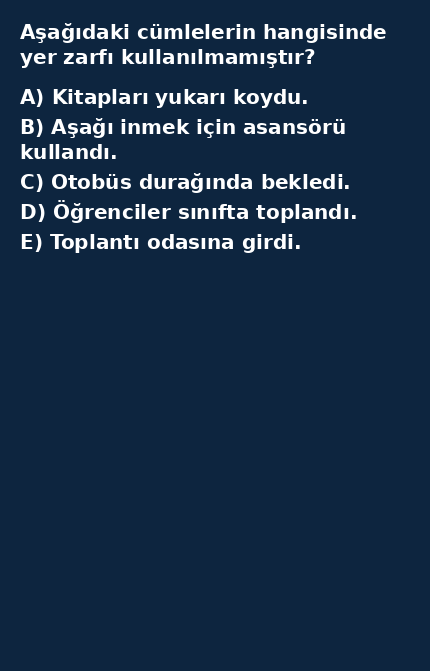 Aşağıdaki cümlelerin hangisinde
yer zarfı kullanılmamıştır?
A) Kitapları yukarı koydu.
B) Aşağı inmek için asansörü
kullandı.
C) Otobüs durağında bekledi.
D) Öğrenciler sınıfta toplandı.
E) Toplantı odasına girdi.